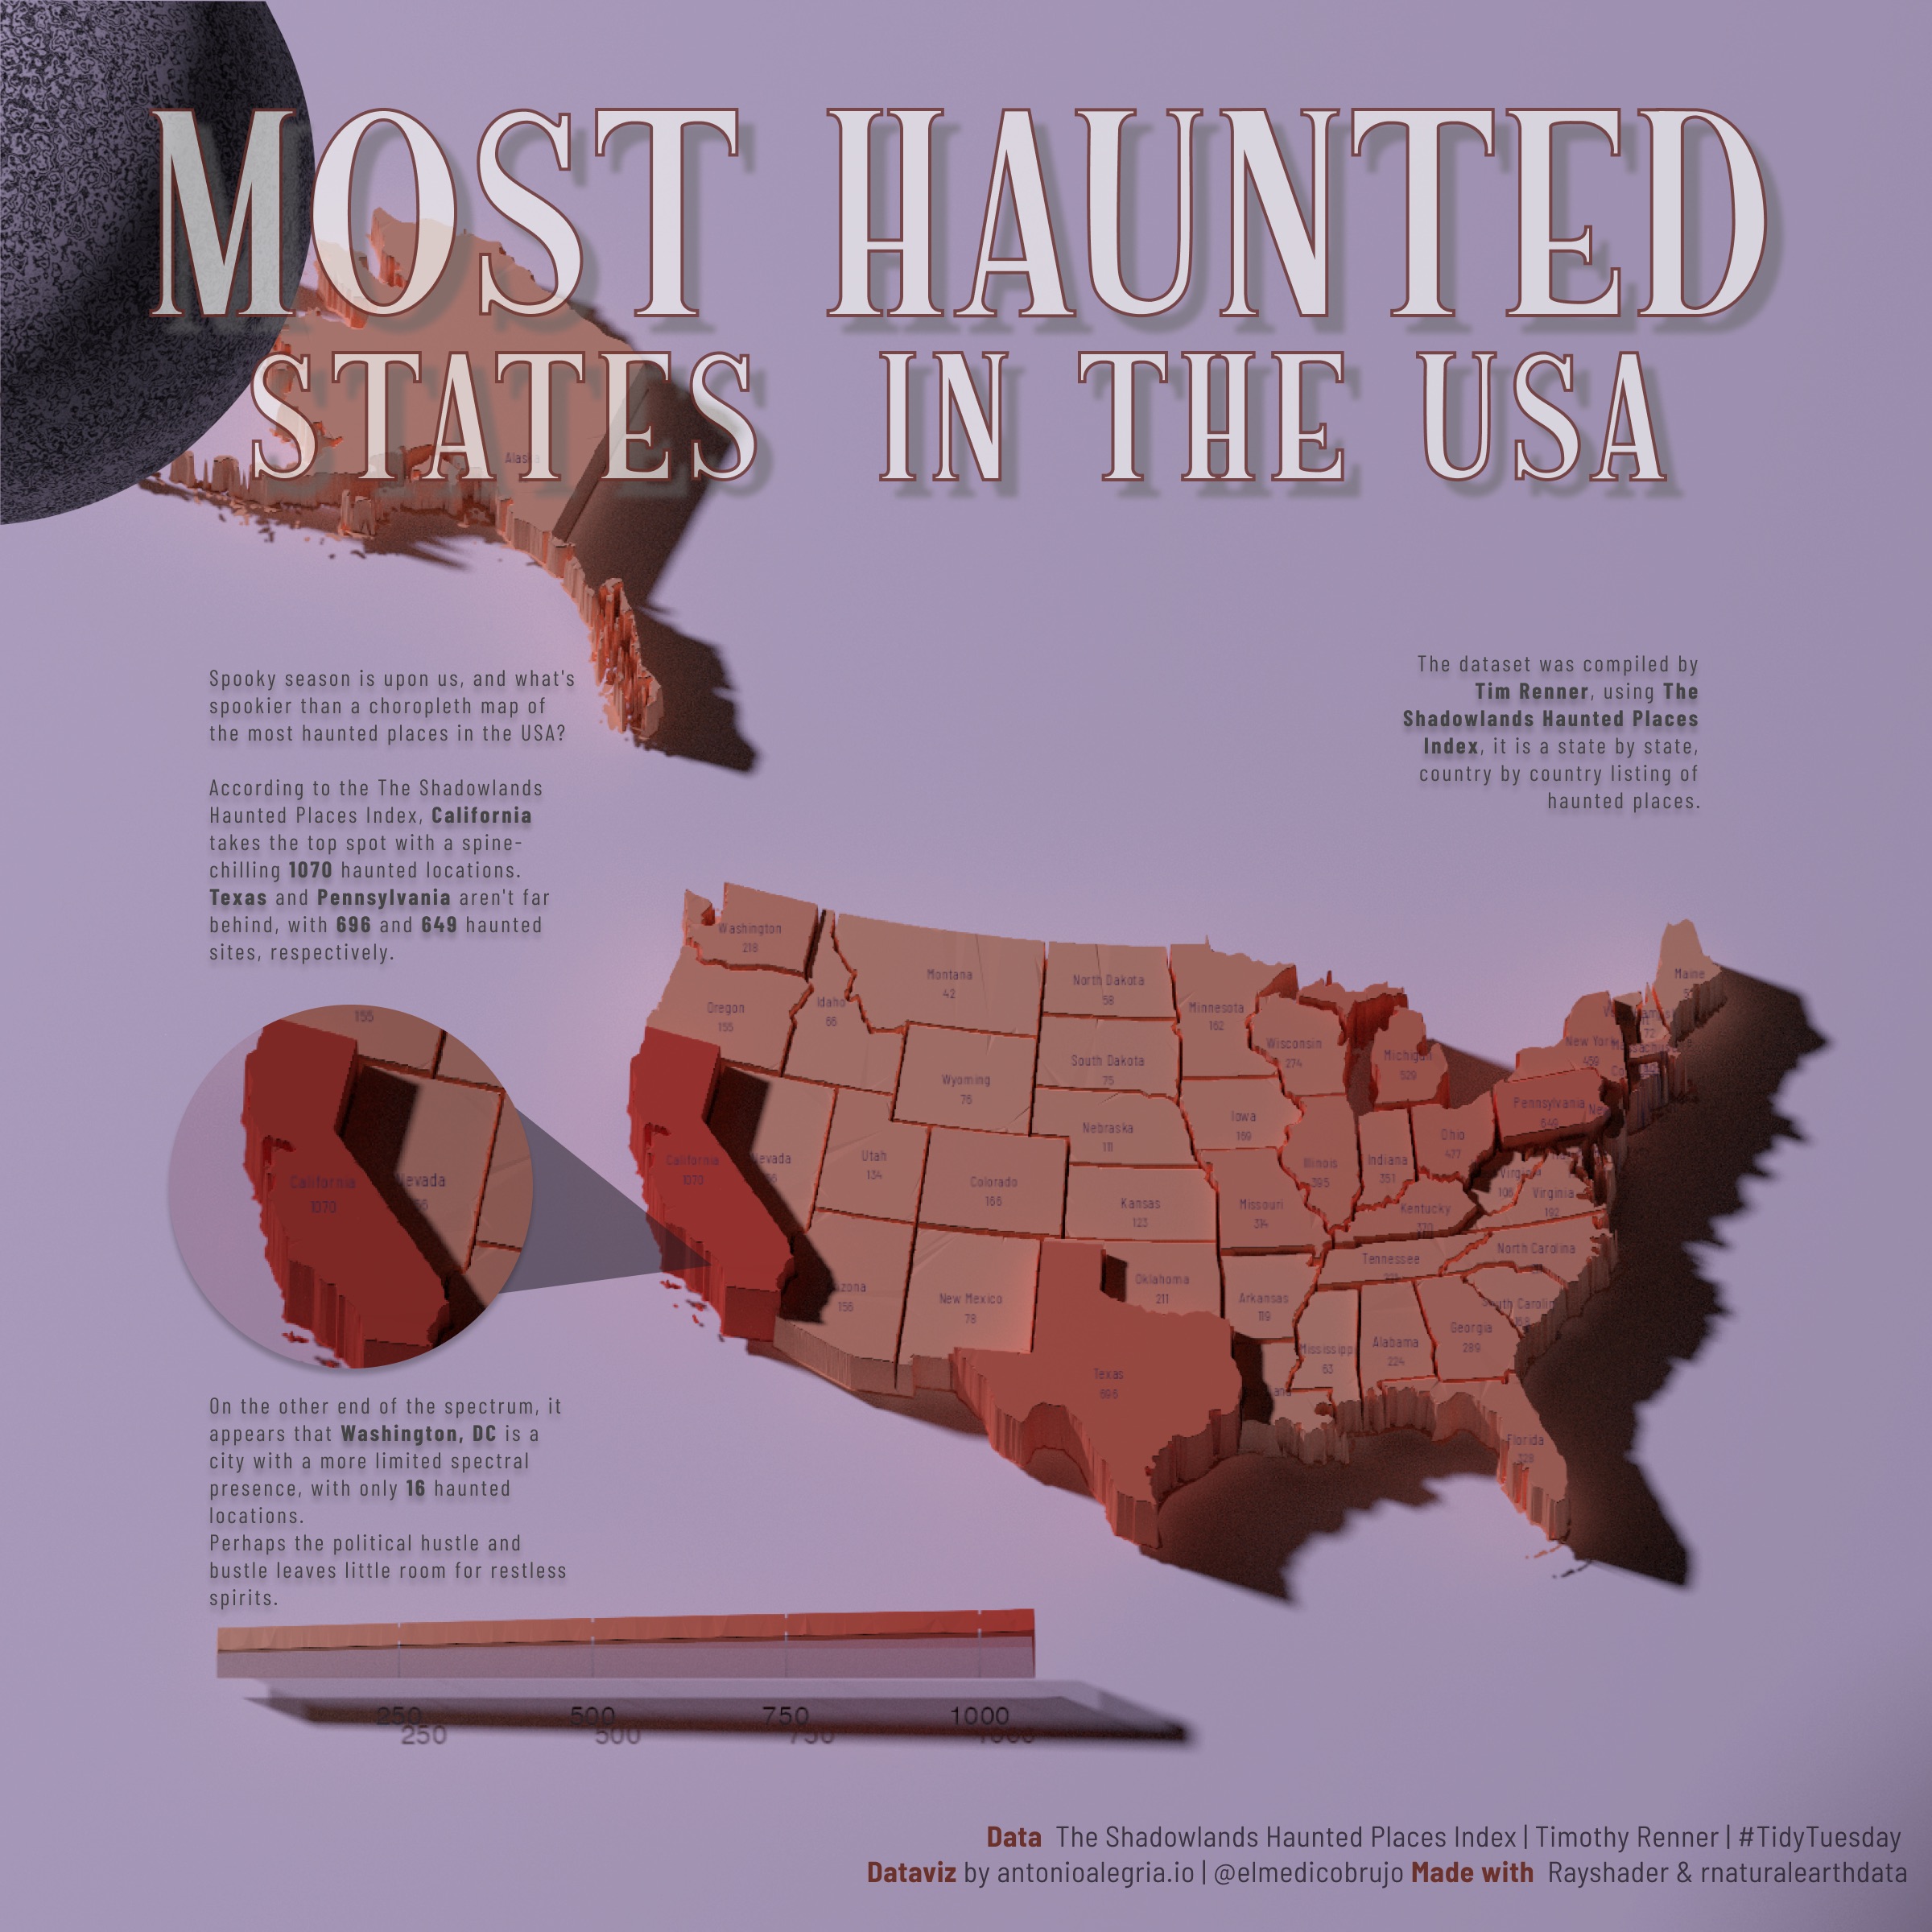 MOST HAUNTED
STATES IN THE USA
Spooky season is upon us, and what's
spookier than a choropleth map of
the most haunted places in the USA?
According to the The Shadowlands
Haunted Places Index, California
takes the top spot with a spine-
chilling 1070 haunted locations.
Texas and Pennsylvania aren't far
behind, with 696 and 649 haunted
sites, respectively.
The dataset was compiled by
Tim Renner, using The
Shadowlands Haunted Places
Index, it is a state by state,
country by country listing of
haunted places.
Washington
218
Oregon
155
Idaho
66
Montana
42
North Dakota
58
South Dakota
75
Minnesota
162
Wisconsin
274
Michigan
529
Maine
New York
459
72
Pennsylvania
649
Wyoming
76
Nebraska
111
Iowa
169
Illinois
395
Indiana
351
Ohio
477
California
1070
Nevada
Utah
134
Colorado
166
Kansas
123
Missouri
314
Kentucky
370
Virginia
192
106
Tennessee
North Carolina
zona
156
New Mexico
78
Oklahoma
211
Arkansas
119
Texas
696
Mississippi
63
Alabama
224
Georgia
289
uth Carolin
Florida
328
155
California
1070
Nevada
On the other end of the spectrum, it
appears that Washington, DC is a
city with a more limited spectral
presence, with only 16 haunted
locations.
Perhaps the political hustle and
bustle leaves little room for restless
spirits.
250 500 750 1000
Data The Shadowlands Haunted Places Index | Timothy Renner | #TidyTuesday
Dataviz by antonioalegria.io | @elmedicobrujo Made with Rayshader & rnaturalearthdata